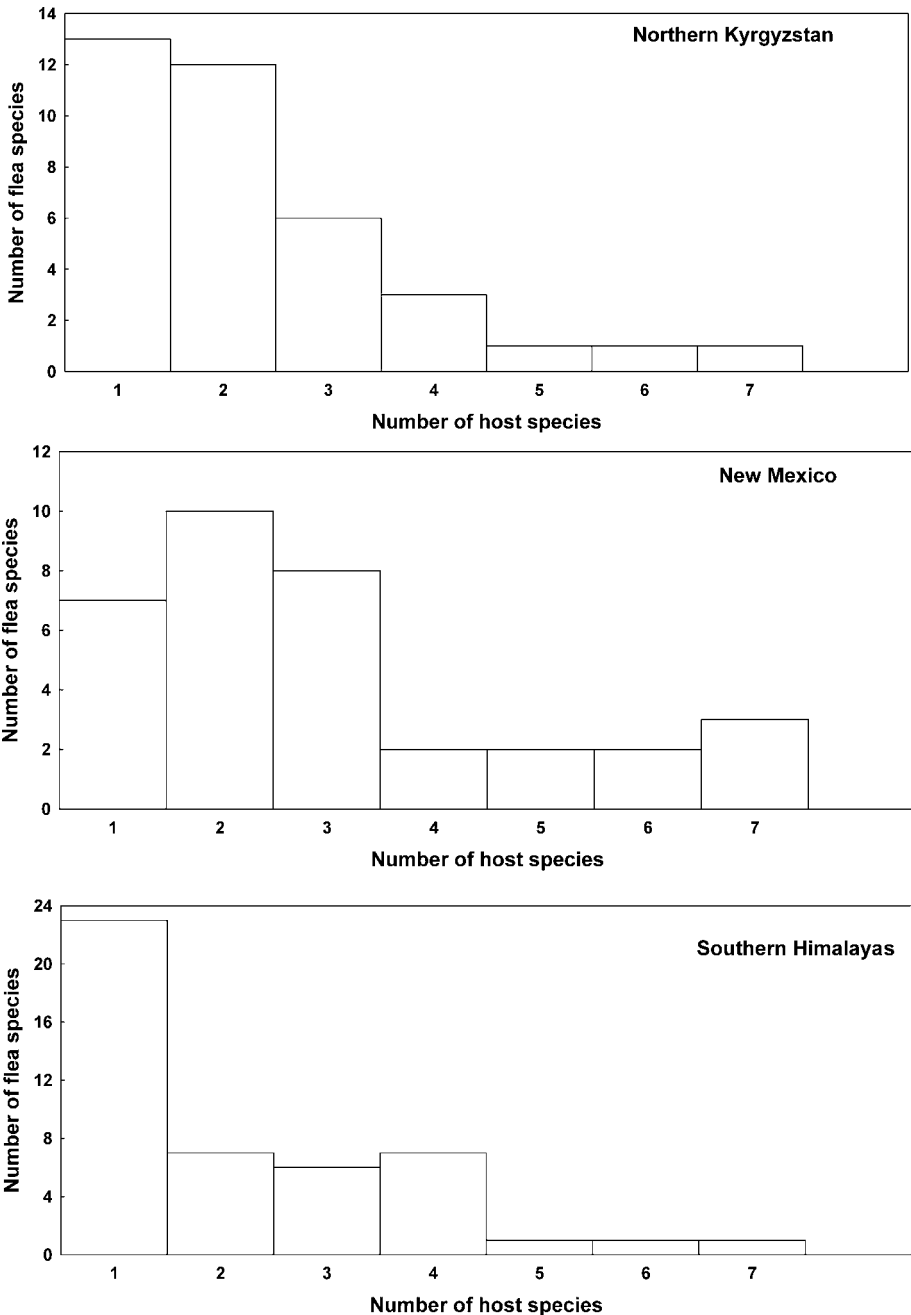 Northern Kyrgyzstan
Number of flea species
14
12
10
8
6
4
2
0
1 2 3 4 5 6 7
Number of host species
New Mexico
Number of flea species
12
10
8
6
4
2
0
1 2 3 4 5 6 7
Number of host species
Southern Himalayas
Number of flea species
24
20
16
12
8
4
0
1 2 3 4 5 6 7
Number of host species